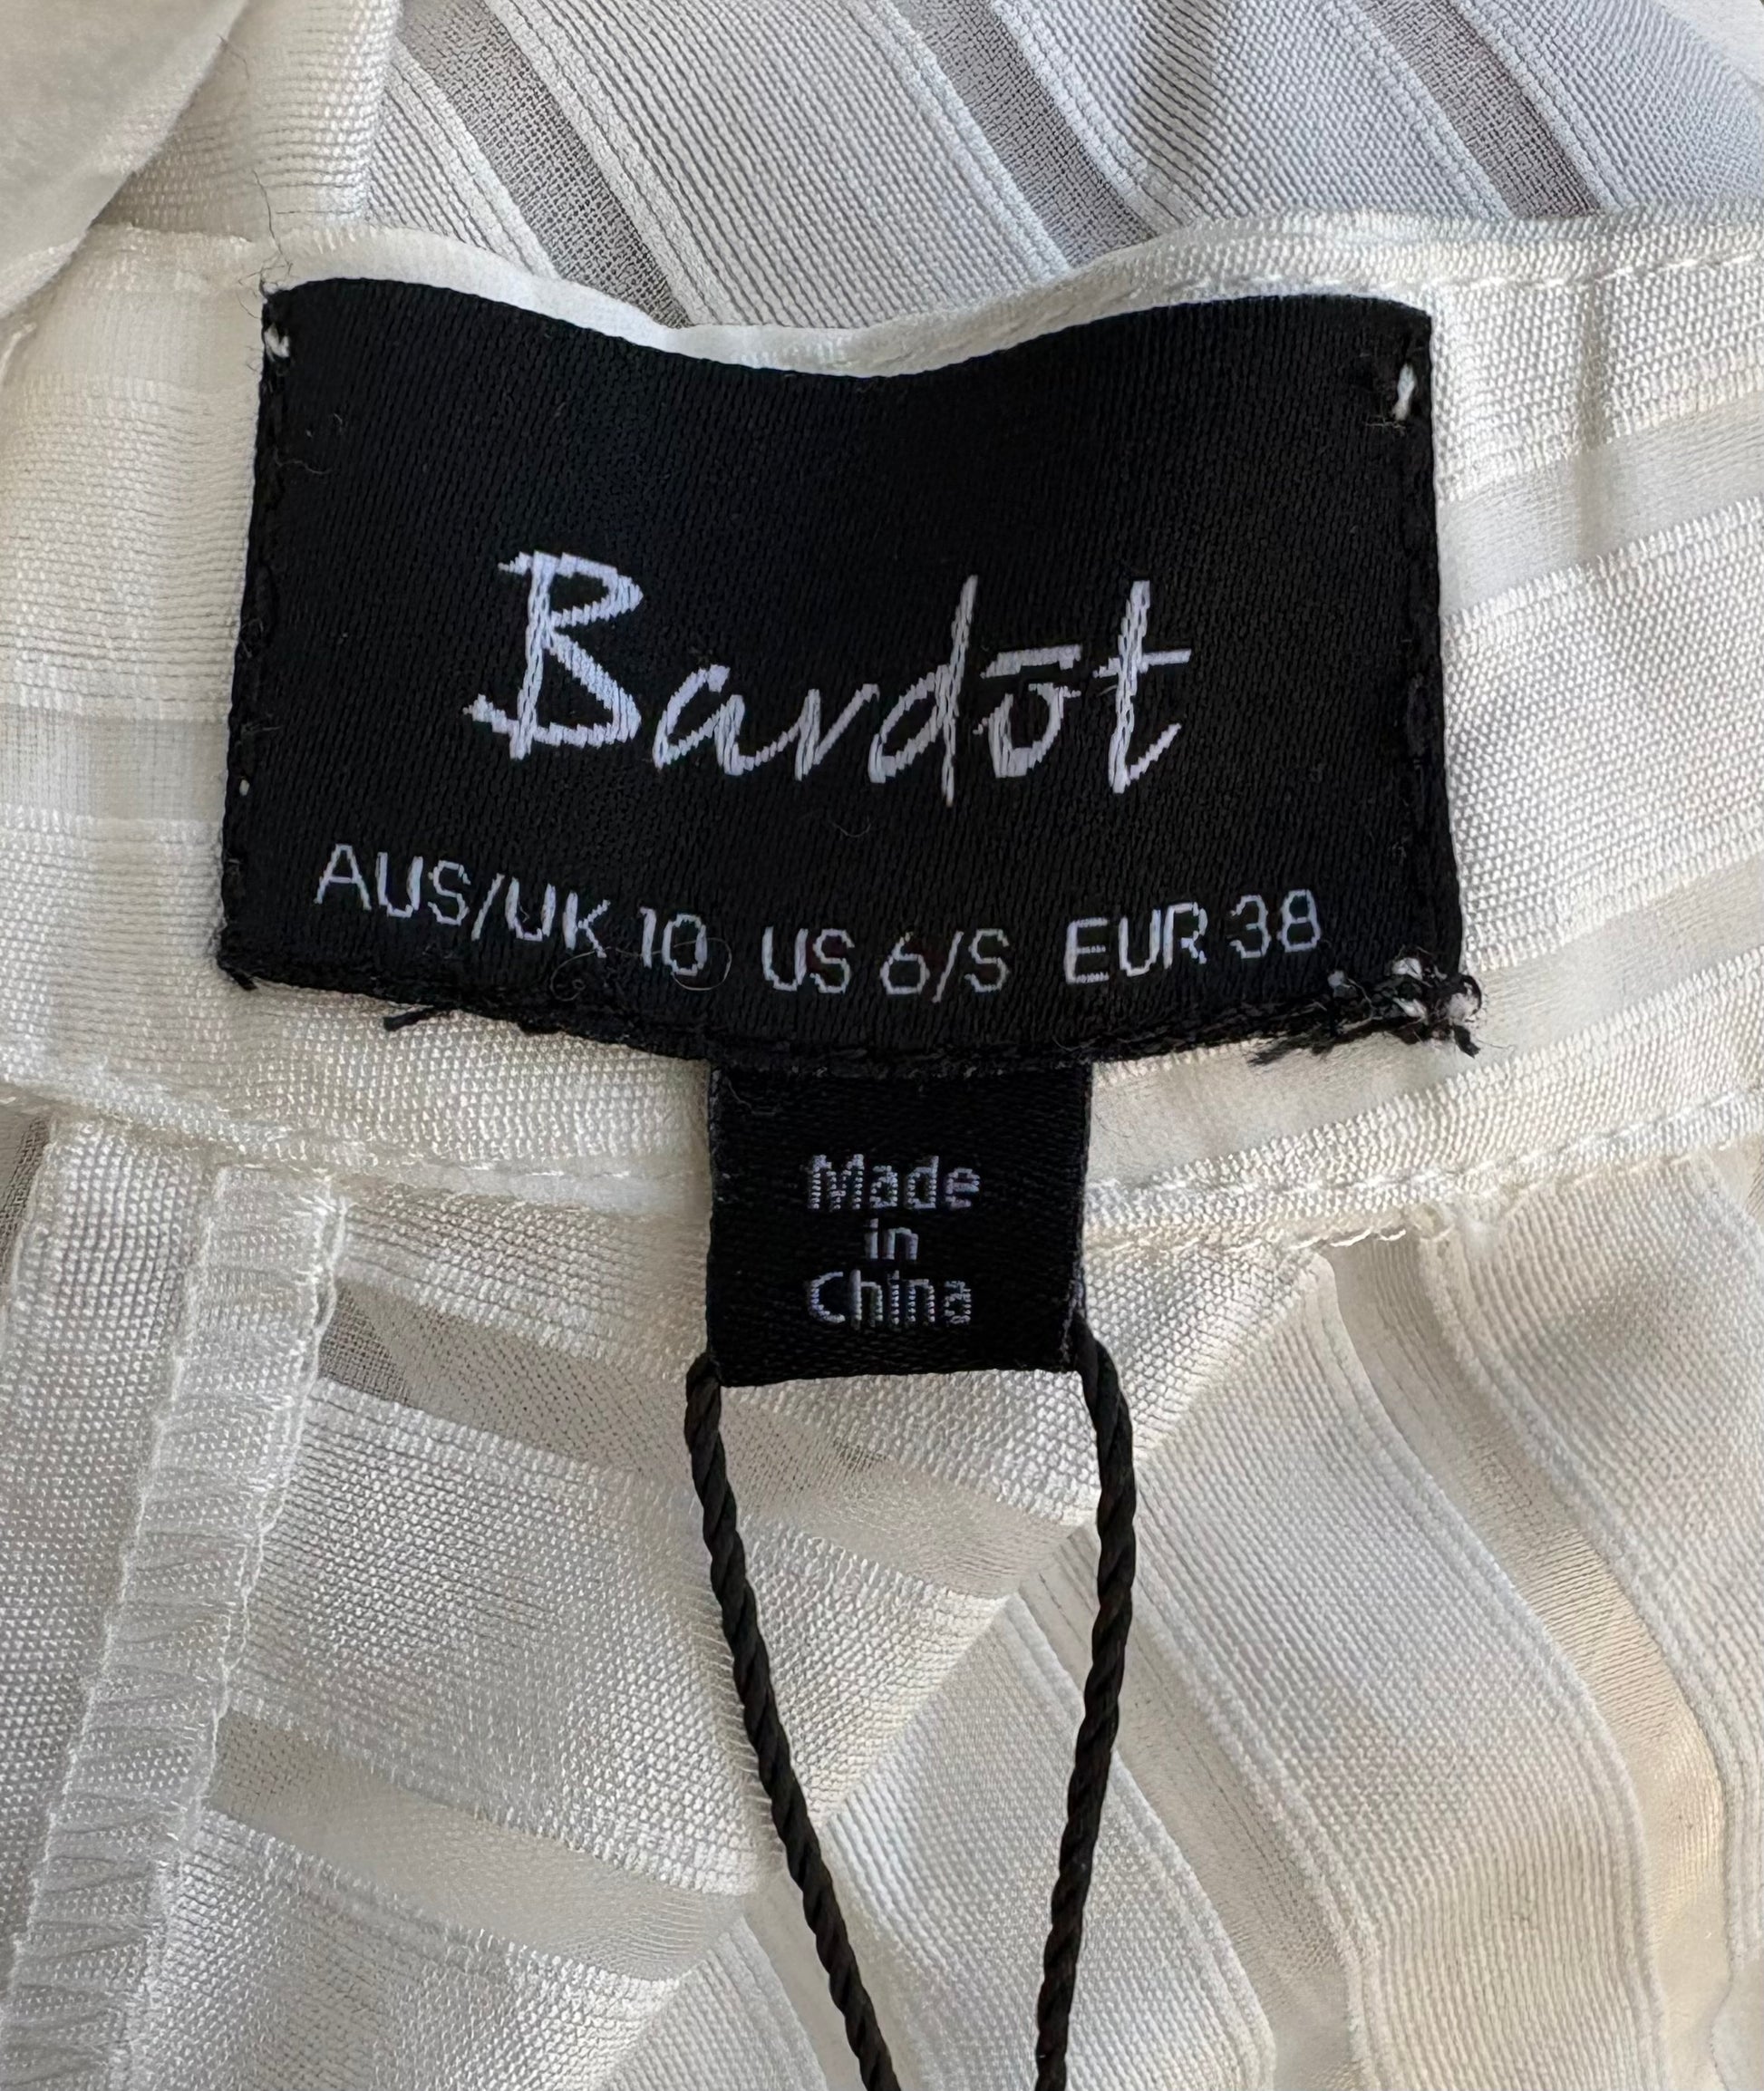 Bardōt
AUS/UK 10 US 6/S EUR 38
Made
in
China